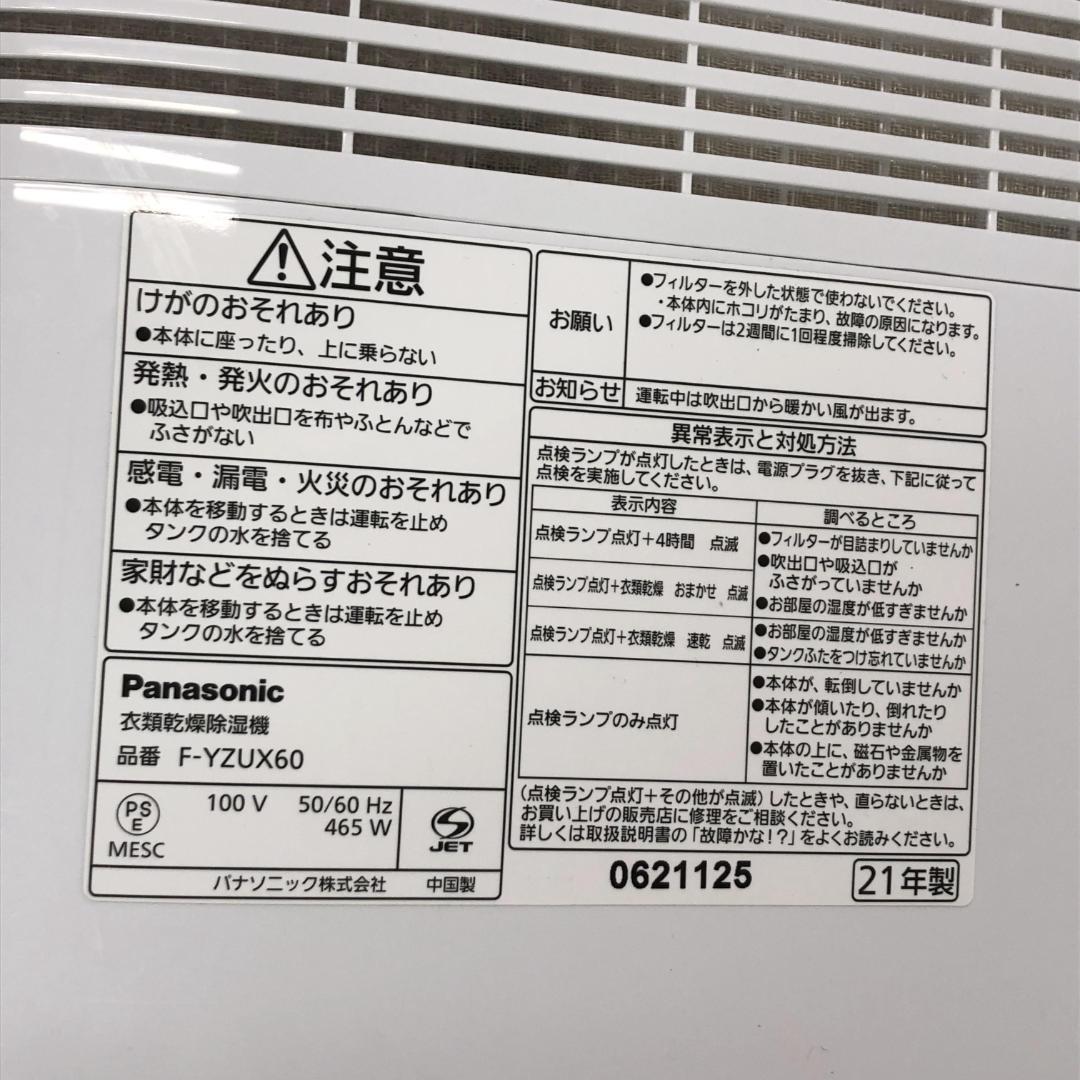 注意
けがのおそれあり
●本体に座ったり、上に乗らない
発熱・発火のおそれあり
●吸込口や吹出口を布やふとんなどで
ふさがない
感電・漏電・火災のおそれあり
●本体を移動するときは運転を止め
タンクの水を捨てる
家財などをぬらすおそれあり
●本体を移動するときは運転を止め
タンクの水を捨てる
Panasonic
衣類乾燥除湿機
品番 F-YZUX60
PS
E
MESC
100 V 50/60 Hz
465 W
JET
パナソニック株式会社 中国製
お願い
●フィルターを外した状態で使わないでください。
・本体内にホコリがたまり、故障の原因になります。
●フィルターは2週間に1回程度掃除してください。
お知らせ
運転中は吹出口から暖かい風が出ます。
異常表示と対処方法
点検ランプが点灯したときは、電源プラグを抜き、下記に従って
点検を実施してください。
表示内容 調べるところ
点検ランプ点灯+4時間 点滅
点検ランプ点灯+衣類乾燥 おまかせ 点滅
●フィルターが目詰まりしていませんか
●吹出口や吸込口が
ふさがっていませんか
●お部屋の温度が低すぎませんか
点検ランプ点灯+衣類乾燥 速乾 点滅
●お部屋の温度が低すぎませんか
●タンクふたをつけ忘れていませんか
点検ランプのみ点灯
●本体が、転倒していませんか
●本体が傾いたり、倒れたり
したことがありませんか
●本体の上に、磁石や金属物を
置いたことがありませんか
(点検ランプ点灯+その他が点滅)したときや、直らないときは、
お買い上げの販売店に修理をご相談ください。
詳しくは取扱説明書の「故障かな!?」をよくお読みください。
0621125
21年製